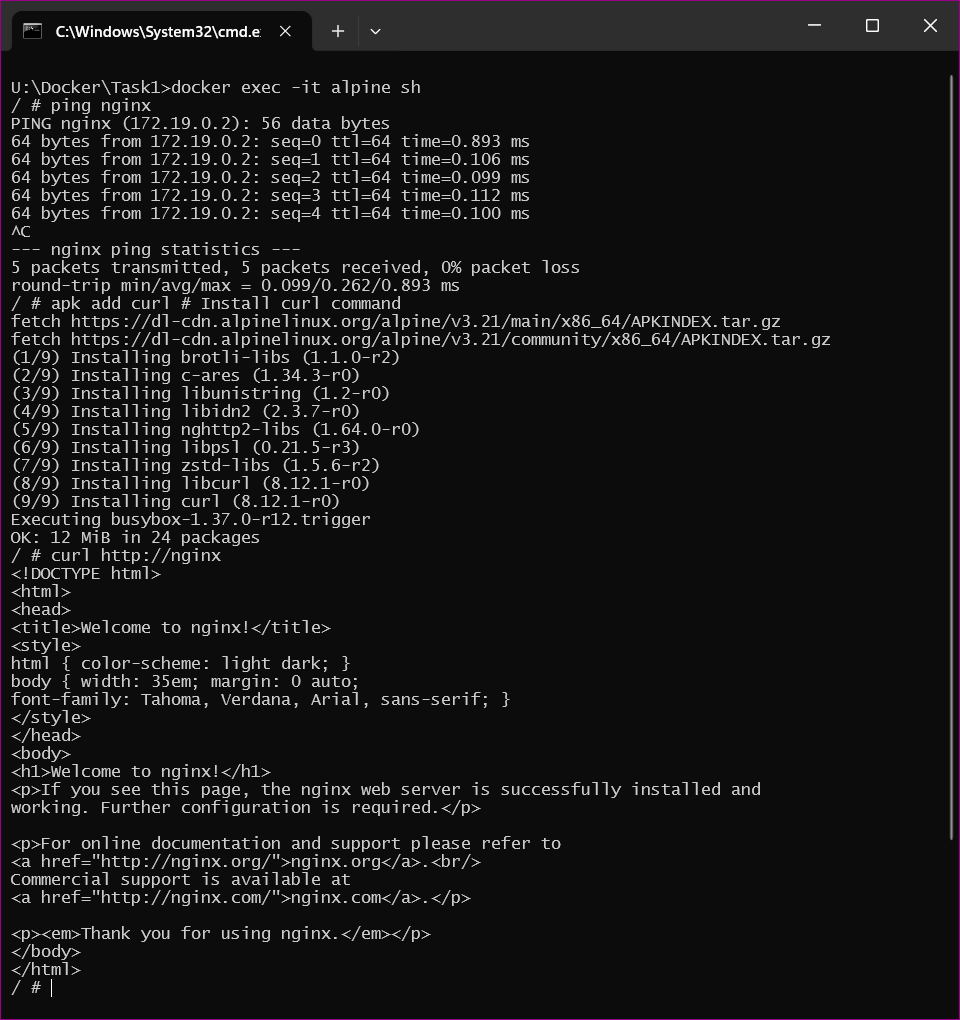 C:\Windows\System32\cmd.e
U:\Docker\Task1>docker exec -it alpine sh
/ # ping nginx
PING nginx (172.19.0.2): 56 data bytes
64 bytes from 172.19.0.2: seq=0 ttl=64 time=0.893 ms
64 bytes from 172.19.0.2: seq=1 ttl=64 time=0.106 ms
64 bytes from 172.19.0.2: seq=2 ttl=64 time=0.099 ms
64 bytes from 172.19.0.2: seq=3 ttl=64 time=0.112 ms
64 bytes from 172.19.0.2: seq=4 ttl=64 time=0.100 ms
^C
--- nginx ping statistics ---
5 packets transmitted, 5 packets received, 0% packet loss
round-trip min/avg/max = 0.099/0.262/0.893 ms
/ # apk add curl # Install curl command
fetch https://dl-cdn.alpinelinux.org/alpine/v3.21/main/x86_64/APKINDEX.tar.gz
fetch https://dl-cdn.alpinelinux.org/alpine/v3.21/community/x86_64/APKINDEX.tar.gz
(1/9) Installing brotli-libs (1.1.0-r2)
(2/9) Installing c-ares (1.34.3-r0)
(3/9) Installing libunistring (1.2-r0)
(4/9) Installing libidn2 (2.3.7-r0)
(5/9) Installing nghttp2-libs (1.64.0-r0)
(6/9) Installing libpsl (0.21.5-r3)
(7/9) Installing zstd-libs (1.5.6-r2)
(8/9) Installing libcurl (8.12.1-r0)
(9/9) Installing curl (8.12.1-r0)
Executing busybox-1.37.0-r12.trigger
OK: 12 MiB in 24 packages
/ # curl http://nginx
<!DOCTYPE html>
<html>
<head>
<title>Welcome to nginx!</title>
<style>
html { color-scheme: light dark; }
body { width: 35em; margin: 0 auto;
font-family: Tahoma, Verdana, Arial, sans-serif; }
</style>
</head>
<body>
<h1>Welcome to nginx!</h1>
<p>If you see this page, the nginx web server is successfully installed and
working. Further configuration is required.</p>

<p>For online documentation and support please refer to
<a href="http://nginx.org/">nginx.org</a>.<br/>
Commercial support is available at
<a href="http://nginx.com/">nginx.com</a>.</p>

<p><em>Thank you for using nginx.</em></p>
</body>
</html>
/ #